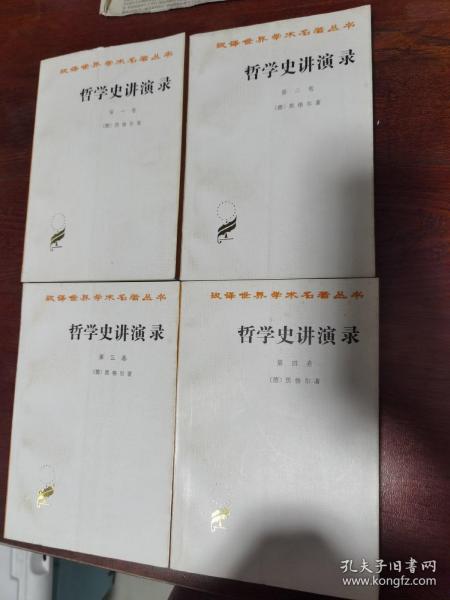 汉译世界学术名著丛书
哲学史讲演录
第一卷
〔德〕黑格尔著
汉译世界学术名著丛书
哲学史讲演录
第二卷
〔德〕黑格尔著
汉译世界学术名著丛书
哲学史讲演录
第三卷
〔德〕黑格尔著
汉译世界学术名著丛书
哲学史讲演录
第四卷
〔德〕黑格尔著
孔夫子旧书网
www.kongfz.com